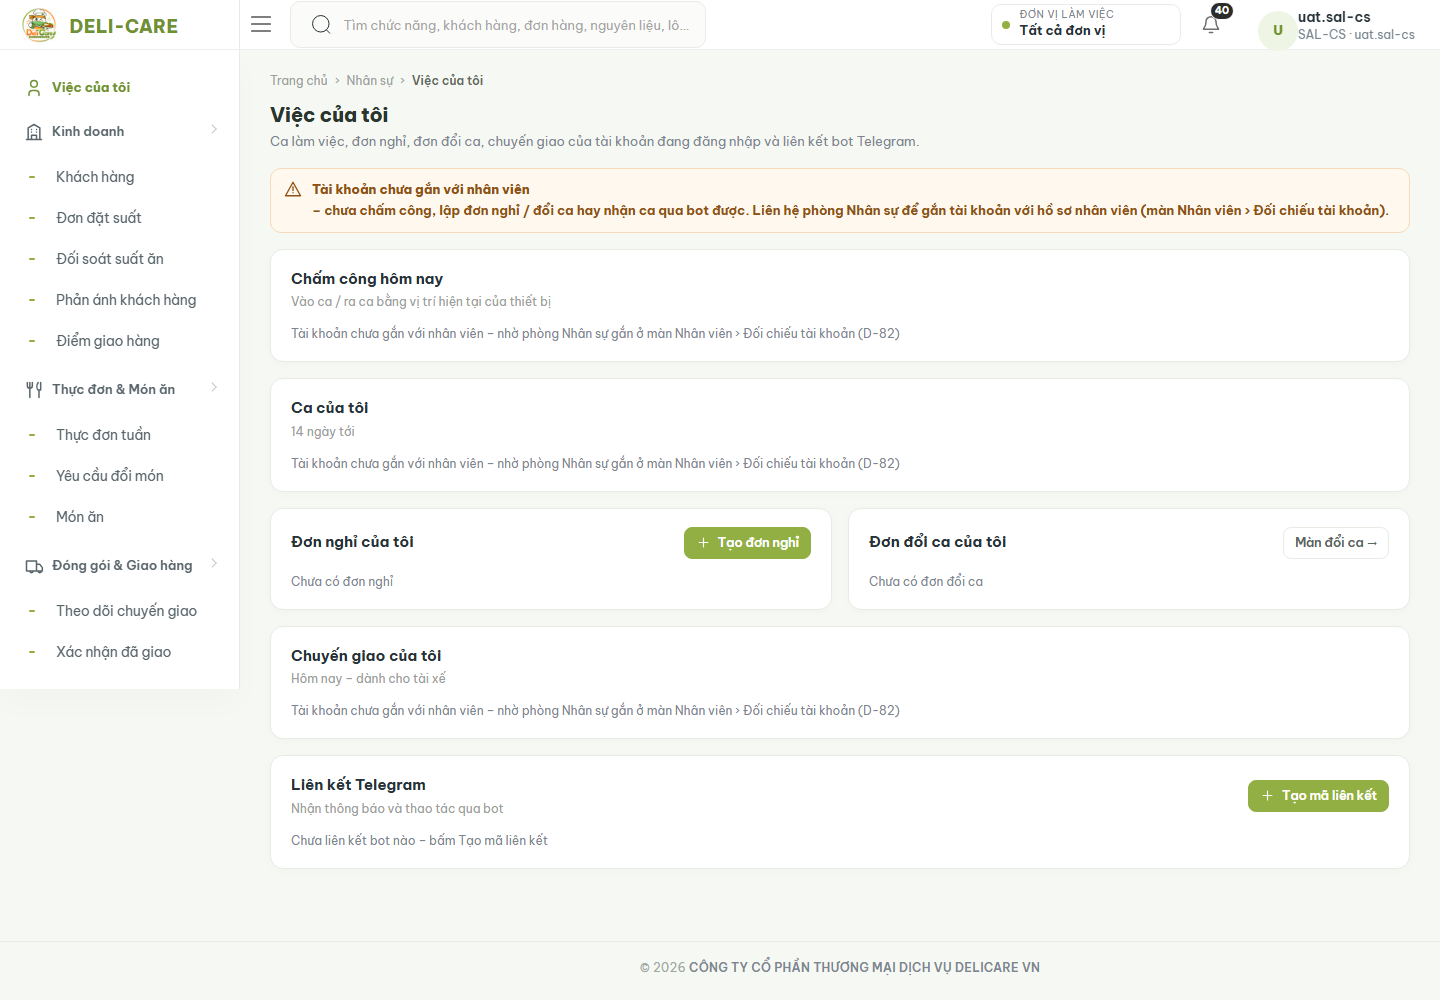 DELI-CARE
Tìm chức năng, khách hàng, đơn hàng, nguyên liệu, lô...
ĐƠN VỊ LÀM VIỆC
Tất cả đơn vị
40
U
uat.sal-cs
SAL-CS · uat.sal-cs
Việc của tôi
Kinh doanh
Khách hàng
Đơn đặt suất
Đối soát suất ăn
Phản ánh khách hàng
Điểm giao hàng
Thực đơn & Món ăn
Thực đơn tuần
Yêu cầu đổi món
Món ăn
Đóng gói & Giao hàng
Theo dõi chuyến giao
Xác nhận đã giao
Trang chủ › Nhân sự › Việc của tôi
Việc của tôi
Ca làm việc, đơn nghỉ, đơn đổi ca, chuyến giao của tài khoản đang đăng nhập và liên kết bot Telegram.
Tài khoản chưa gắn với nhân viên
– chưa chấm công, lập đơn nghỉ / đổi ca hay nhận ca qua bot được. Liên hệ phòng Nhân sự để gắn tài khoản với hồ sơ nhân viên (màn Nhân viên › Đối chiếu tài khoản).
Chấm công hôm nay
Vào ca / ra ca bằng vị trí hiện tại của thiết bị
Tài khoản chưa gắn với nhân viên – nhờ phòng Nhân sự gắn ở màn Nhân viên › Đối chiếu tài khoản (D-82)
Ca của tôi
14 ngày tới
Tài khoản chưa gắn với nhân viên – nhờ phòng Nhân sự gắn ở màn Nhân viên › Đối chiếu tài khoản (D-82)
Đơn nghỉ của tôi
+ Tạo đơn nghỉ
Chưa có đơn nghỉ
Đơn đổi ca của tôi
Màn đổi ca →
Chưa có đơn đổi ca
Chuyến giao của tôi
Hôm nay – dành cho tài xế
Tài khoản chưa gắn với nhân viên – nhờ phòng Nhân sự gắn ở màn Nhân viên › Đối chiếu tài khoản (D-82)
Liên kết Telegram
Nhận thông báo và thao tác qua bot
+ Tạo mã liên kết
Chưa liên kết bot nào – bấm Tạo mã liên kết
© 2026 CÔNG TY CỔ PHẦN THƯƠNG MẠI DỊCH VỤ DELICARE VN